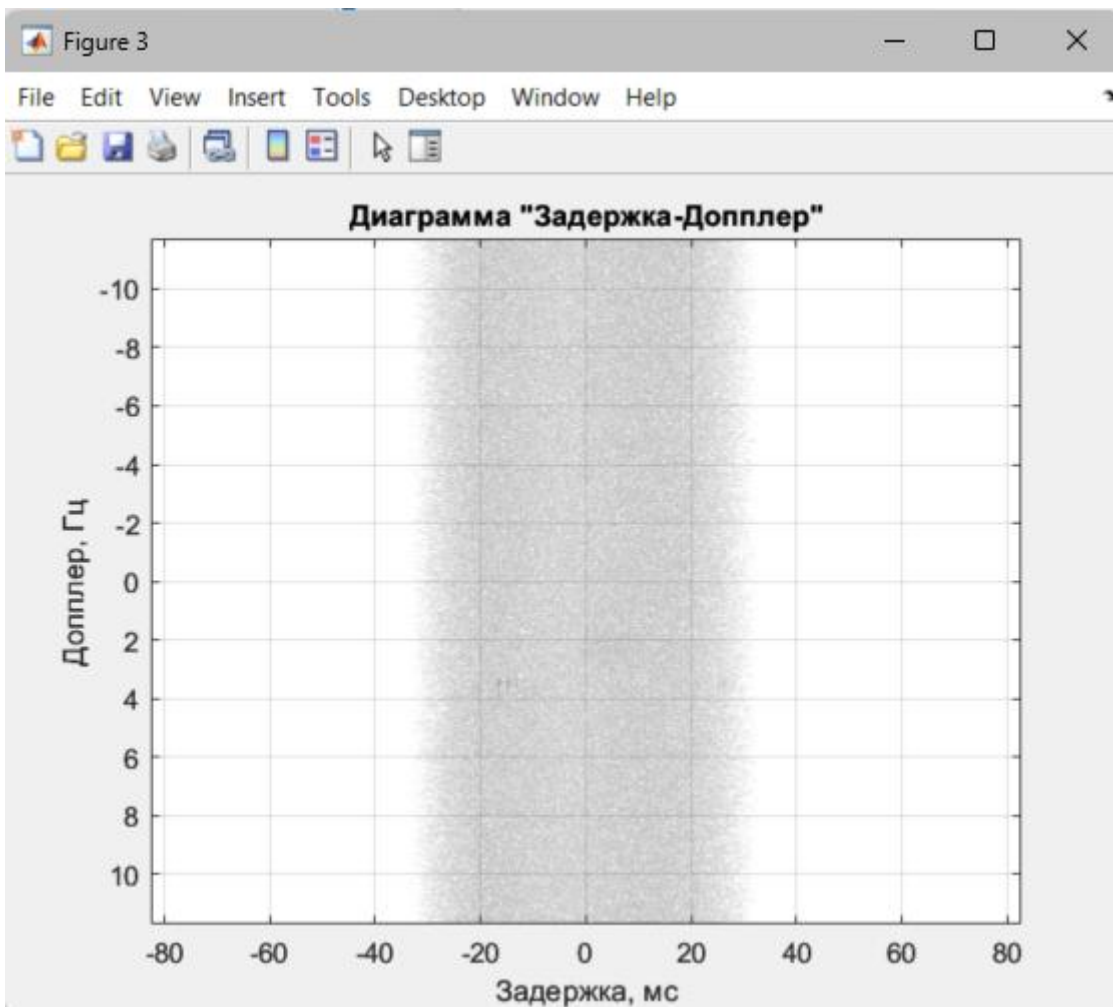 Figure 3
File Edit View Insert Tools Desktop Window Help
Диаграмма "Задержка-Допплер"
-10
-8
-6
-4
-2
0
2
4
6
8
10
Допплер, Гц
-80 -60 -40 -20 0 20 40 60 80
Задержка, мс